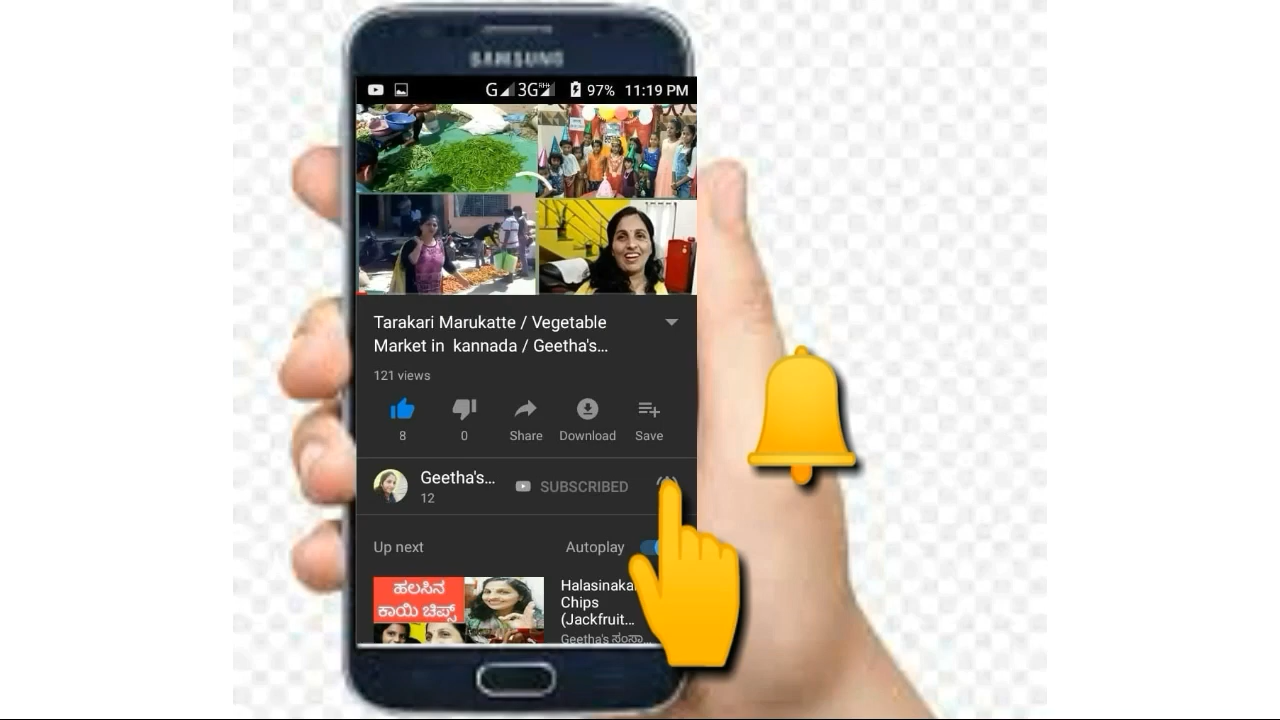 SAMSUNG
G 3G 97% 11:19 PM
Tarakari Marukatte / Vegetable
Market in kannada / Geetha's...
121 views
8
0
Share
Download
Save
Geetha's...
12
SUBSCRIBED
Up next
Autoplay
ಹಲಸಿನ
ಕಾಯಿ ಚಿಪ್ಸ್
Halasinaka
Chips
(Jackfruit...
Geetha's ಸಂಸಾ...